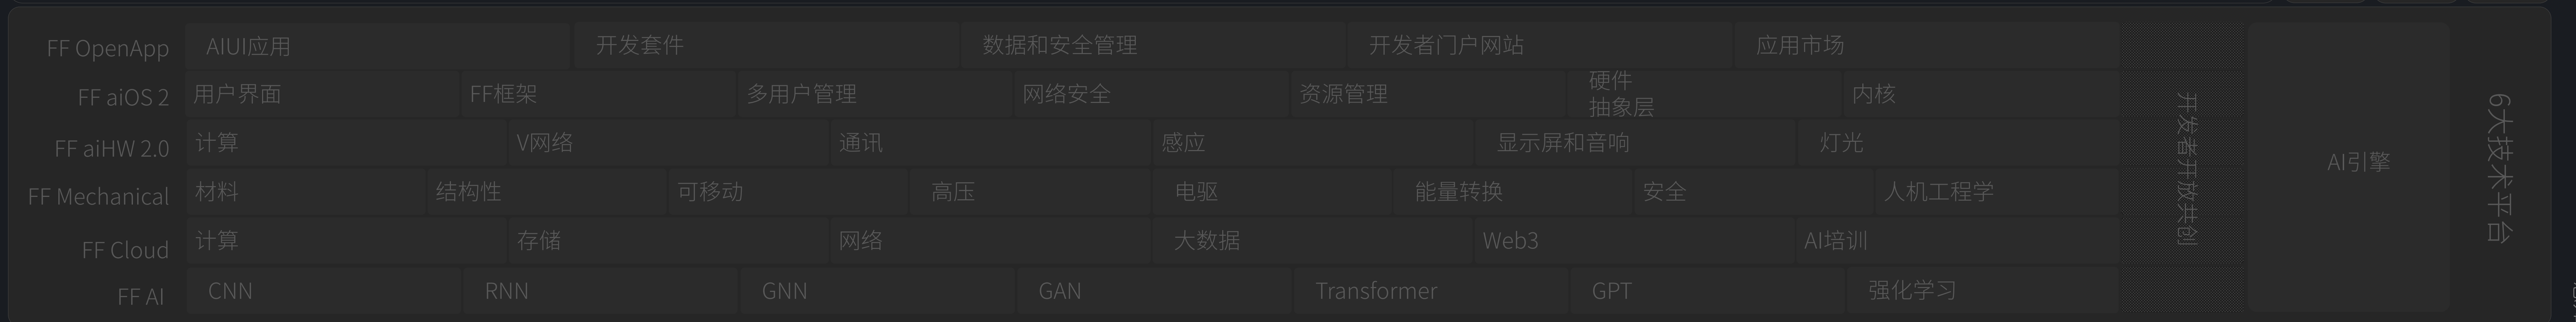 FF OpenApp AIUI应用 开发套件 数据和安全管理 开发者门户网站 应用市场
FF aiOS 2 用户界面 FF框架 多用户管理 网络安全 资源管理 硬件
抽象层 内核
FF aiHW 2.0 计算 V网络 通讯 感应 显示屏和音响 灯光
FF Mechanical 材料 结构性 可移动 高压 电驱 能量转换 安全 人机工程学
FF Cloud 计算 存储 网络 大数据 Web3 AI培训
FF AI CNN RNN GNN GAN Transformer GPT 强化学习
开发者开放共创
AI引擎
6大技术平台